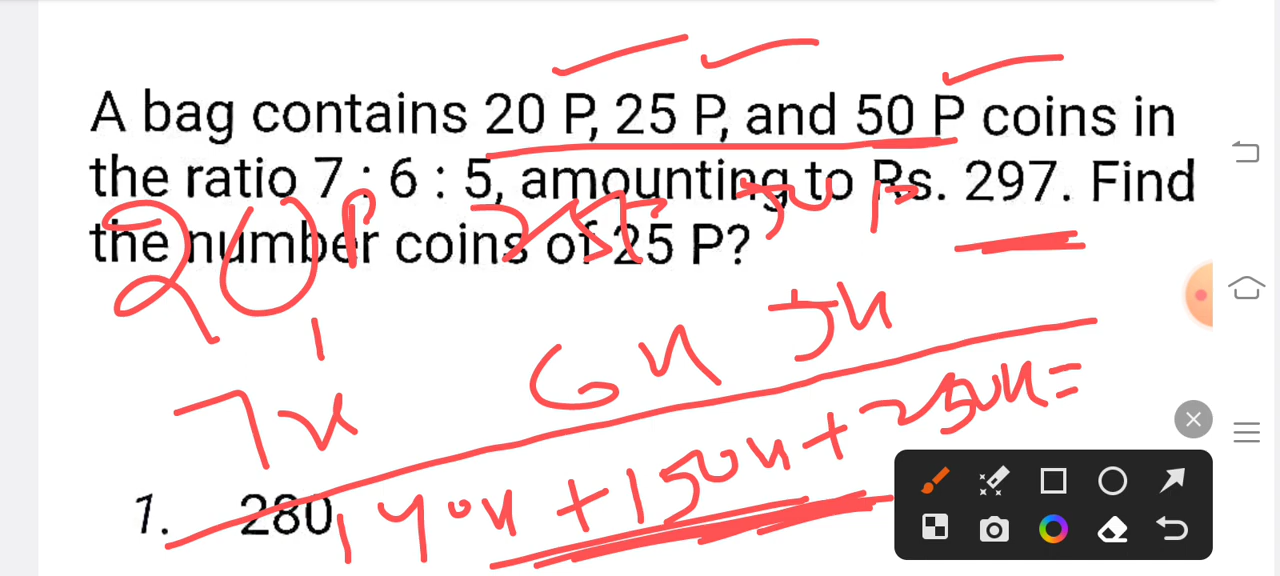 A bag contains 20 P, 25 P, and 50 P coins in
the ratio 7 : 6 : 5, amounting to Rs. 297. Find
the number coins of 25 P?
20P 25P 50 P
7x 6x 5x
140x + 150x + 250x =
1. 280